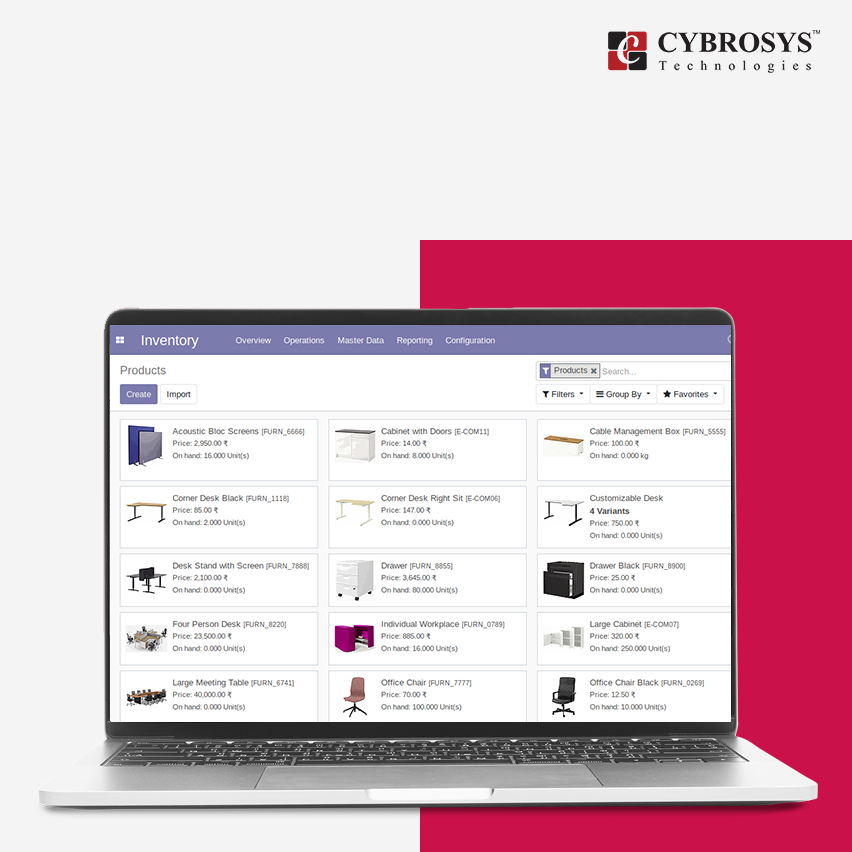 CYBROSYS™
Technologies
Inventory Overview Operations Master Data Reporting Configuration
Products
Products × Search...
Create Import
Filters Group By Favorites
Acoustic Bloc Screens [FURN_6666]
Price: 2,950.00 ₹
On hand: 16.000 Unit(s)
Cabinet with Doors [E-COM11]
Price: 14.00 ₹
On hand: 8.000 Unit(s)
Cable Management Box [FURN_5555]
Price: 100.00 ₹
On hand: 0.000 kg
Corner Desk Black [FURN_1118]
Price: 85.00 ₹
On hand: 2.000 Unit(s)
Corner Desk Right Sit [E-COM06]
Price: 147.00 ₹
On hand: 0.000 Unit(s)
Customizable Desk
4 Variants
Price: 750.00 ₹
On hand: 0.000 Unit(s)
Desk Stand with Screen [FURN_7888]
Price: 2,100.00 ₹
On hand: 0.000 Unit(s)
Drawer [FURN_8855]
Price: 3,645.00 ₹
On hand: 80.000 Unit(s)
Drawer Black [FURN_8900]
Price: 25.00 ₹
On hand: 0.000 Unit(s)
Four Person Desk [FURN_8220]
Price: 23,500.00 ₹
On hand: 0.000 Unit(s)
Individual Workplace [FURN_0789]
Price: 885.00 ₹
On hand: 16.000 Unit(s)
Large Cabinet [E-COM07]
Price: 320.00 ₹
On hand: 250.000 Unit(s)
Large Meeting Table [FURN_6741]
Price: 40,000.00 ₹
On hand: 0.000 Unit(s)
Office Chair [FURN_7777]
Price: 70.00 ₹
On hand: 100.000 Unit(s)
Office Chair Black [FURN_0269]
Price: 12.50 ₹
On hand: 10.000 Unit(s)